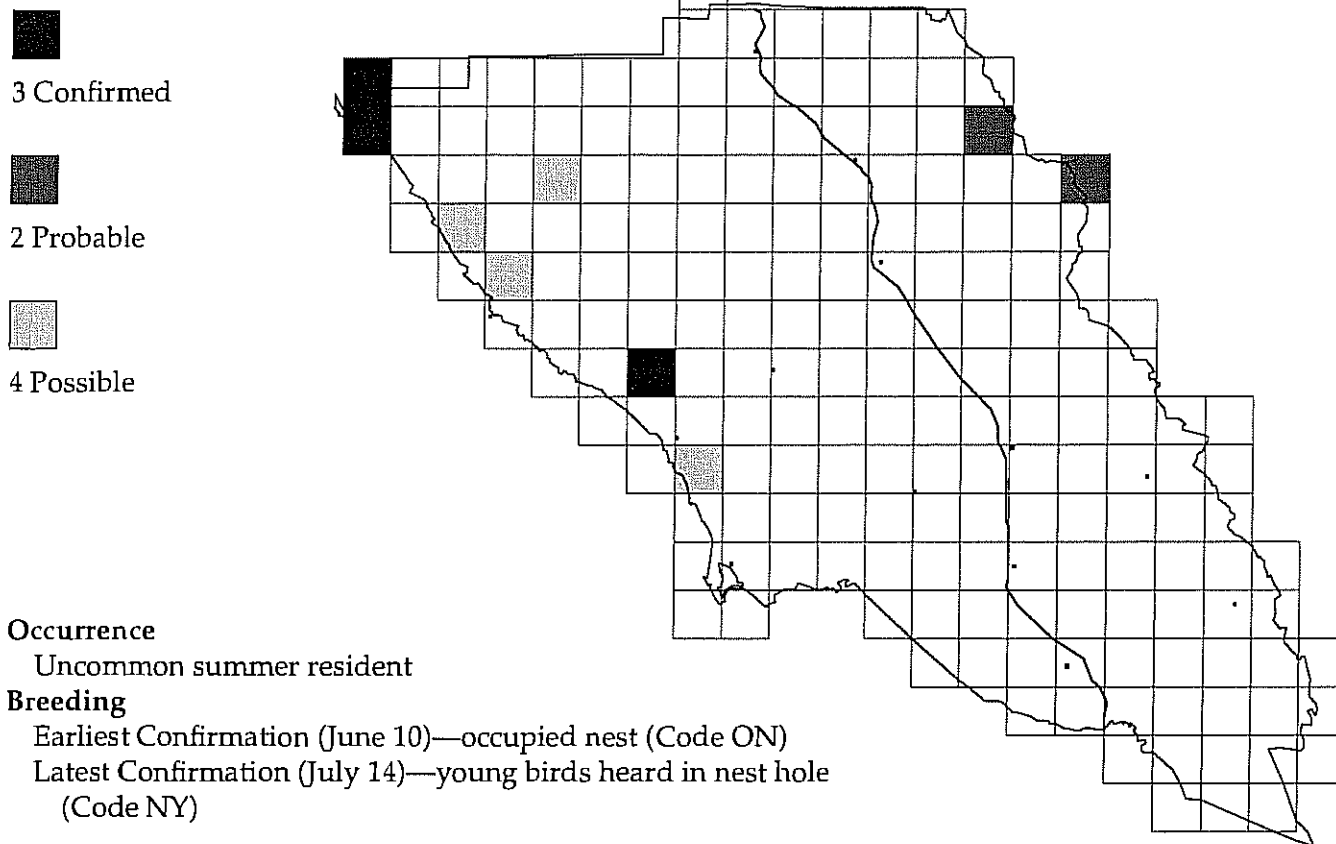 3 Confirmed
2 Probable
4 Possible
Occurrence
Uncommon summer resident
Breeding
Earliest Confirmation (June 10)—occupied nest (Code ON)
Latest Confirmation (July 14)—young birds heard in nest hole
(Code NY)